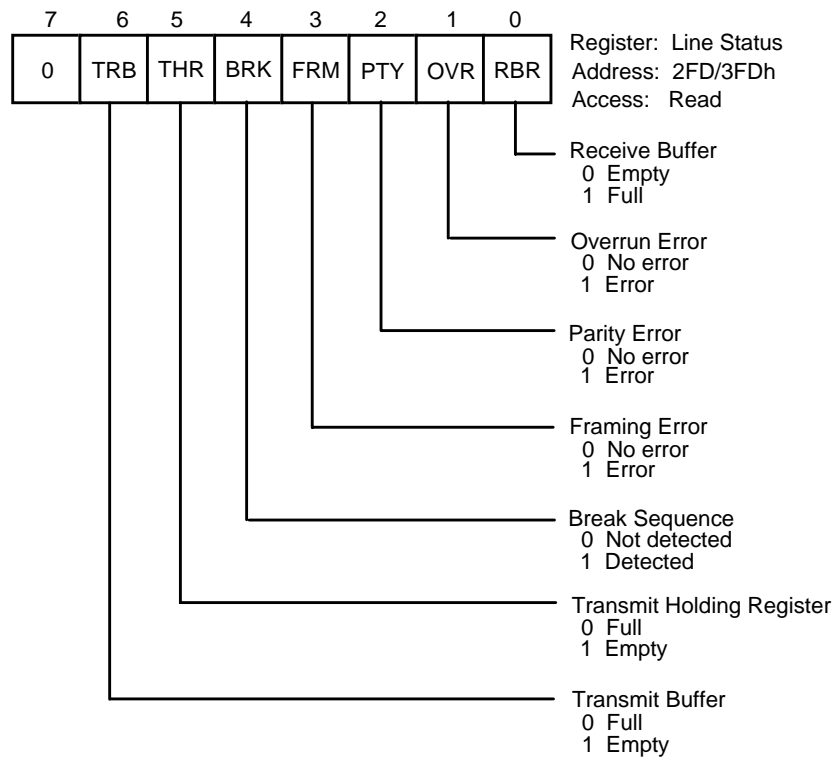 7 6 5 4 3 2 1 0
0 TRB THR BRK FRM PTY OVR RBR
Register: Line Status
Address: 2FD/3FDh
Access: Read
Receive Buffer
0 Empty
1 Full
Overrun Error
0 No error
1 Error
Parity Error
0 No error
1 Error
Framing Error
0 No error
1 Error
Break Sequence
0 Not detected
1 Detected
Transmit Holding Register
0 Full
1 Empty
Transmit Buffer
0 Full
1 Empty